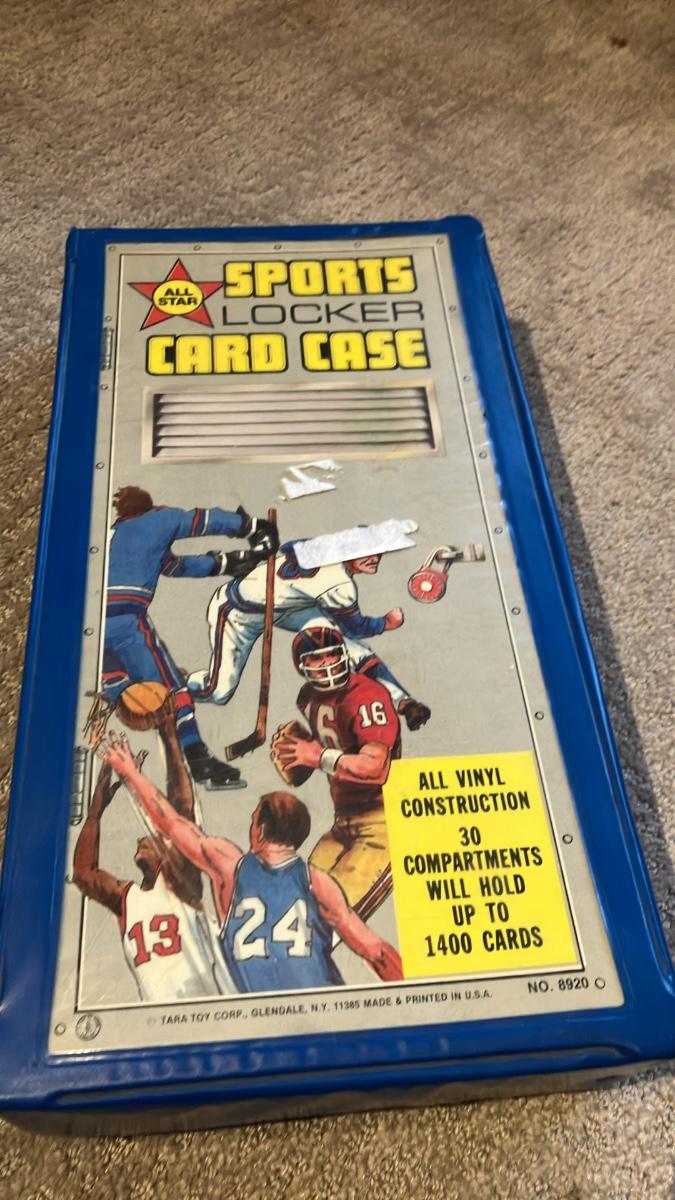 ALL
STAR
SPORTS
LOCKER
CARD CASE
16
16
ALL VINYL
CONSTRUCTION
30
COMPARTMENTS
WILL HOLD
UP TO
1400 CARDS
13
24
NO. 8920
© TARA TOY CORP., GLENDALE, N.Y. 11385 MADE & PRINTED IN U.S.A.